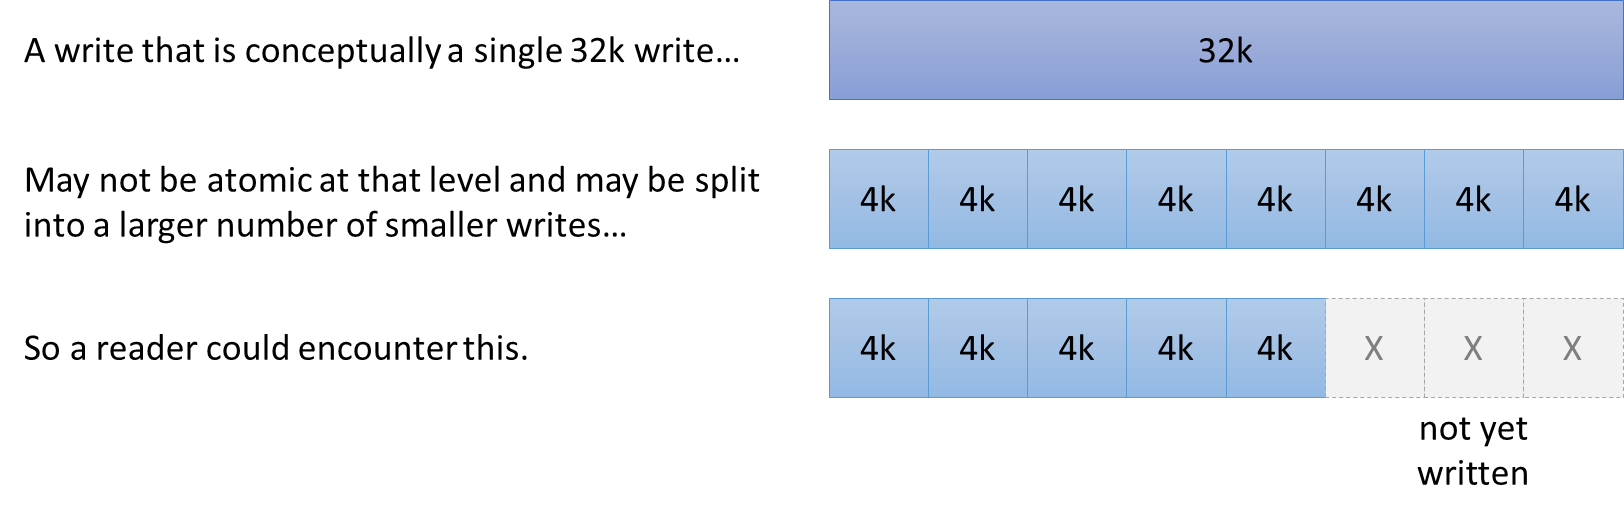 A write that is conceptually a single 32k write…
32k
May not be atomic at that level and may be split
into a larger number of smaller writes…
4k 4k 4k 4k 4k 4k 4k 4k
So a reader could encounter this.
4k 4k 4k 4k 4k X X X
not yet
written